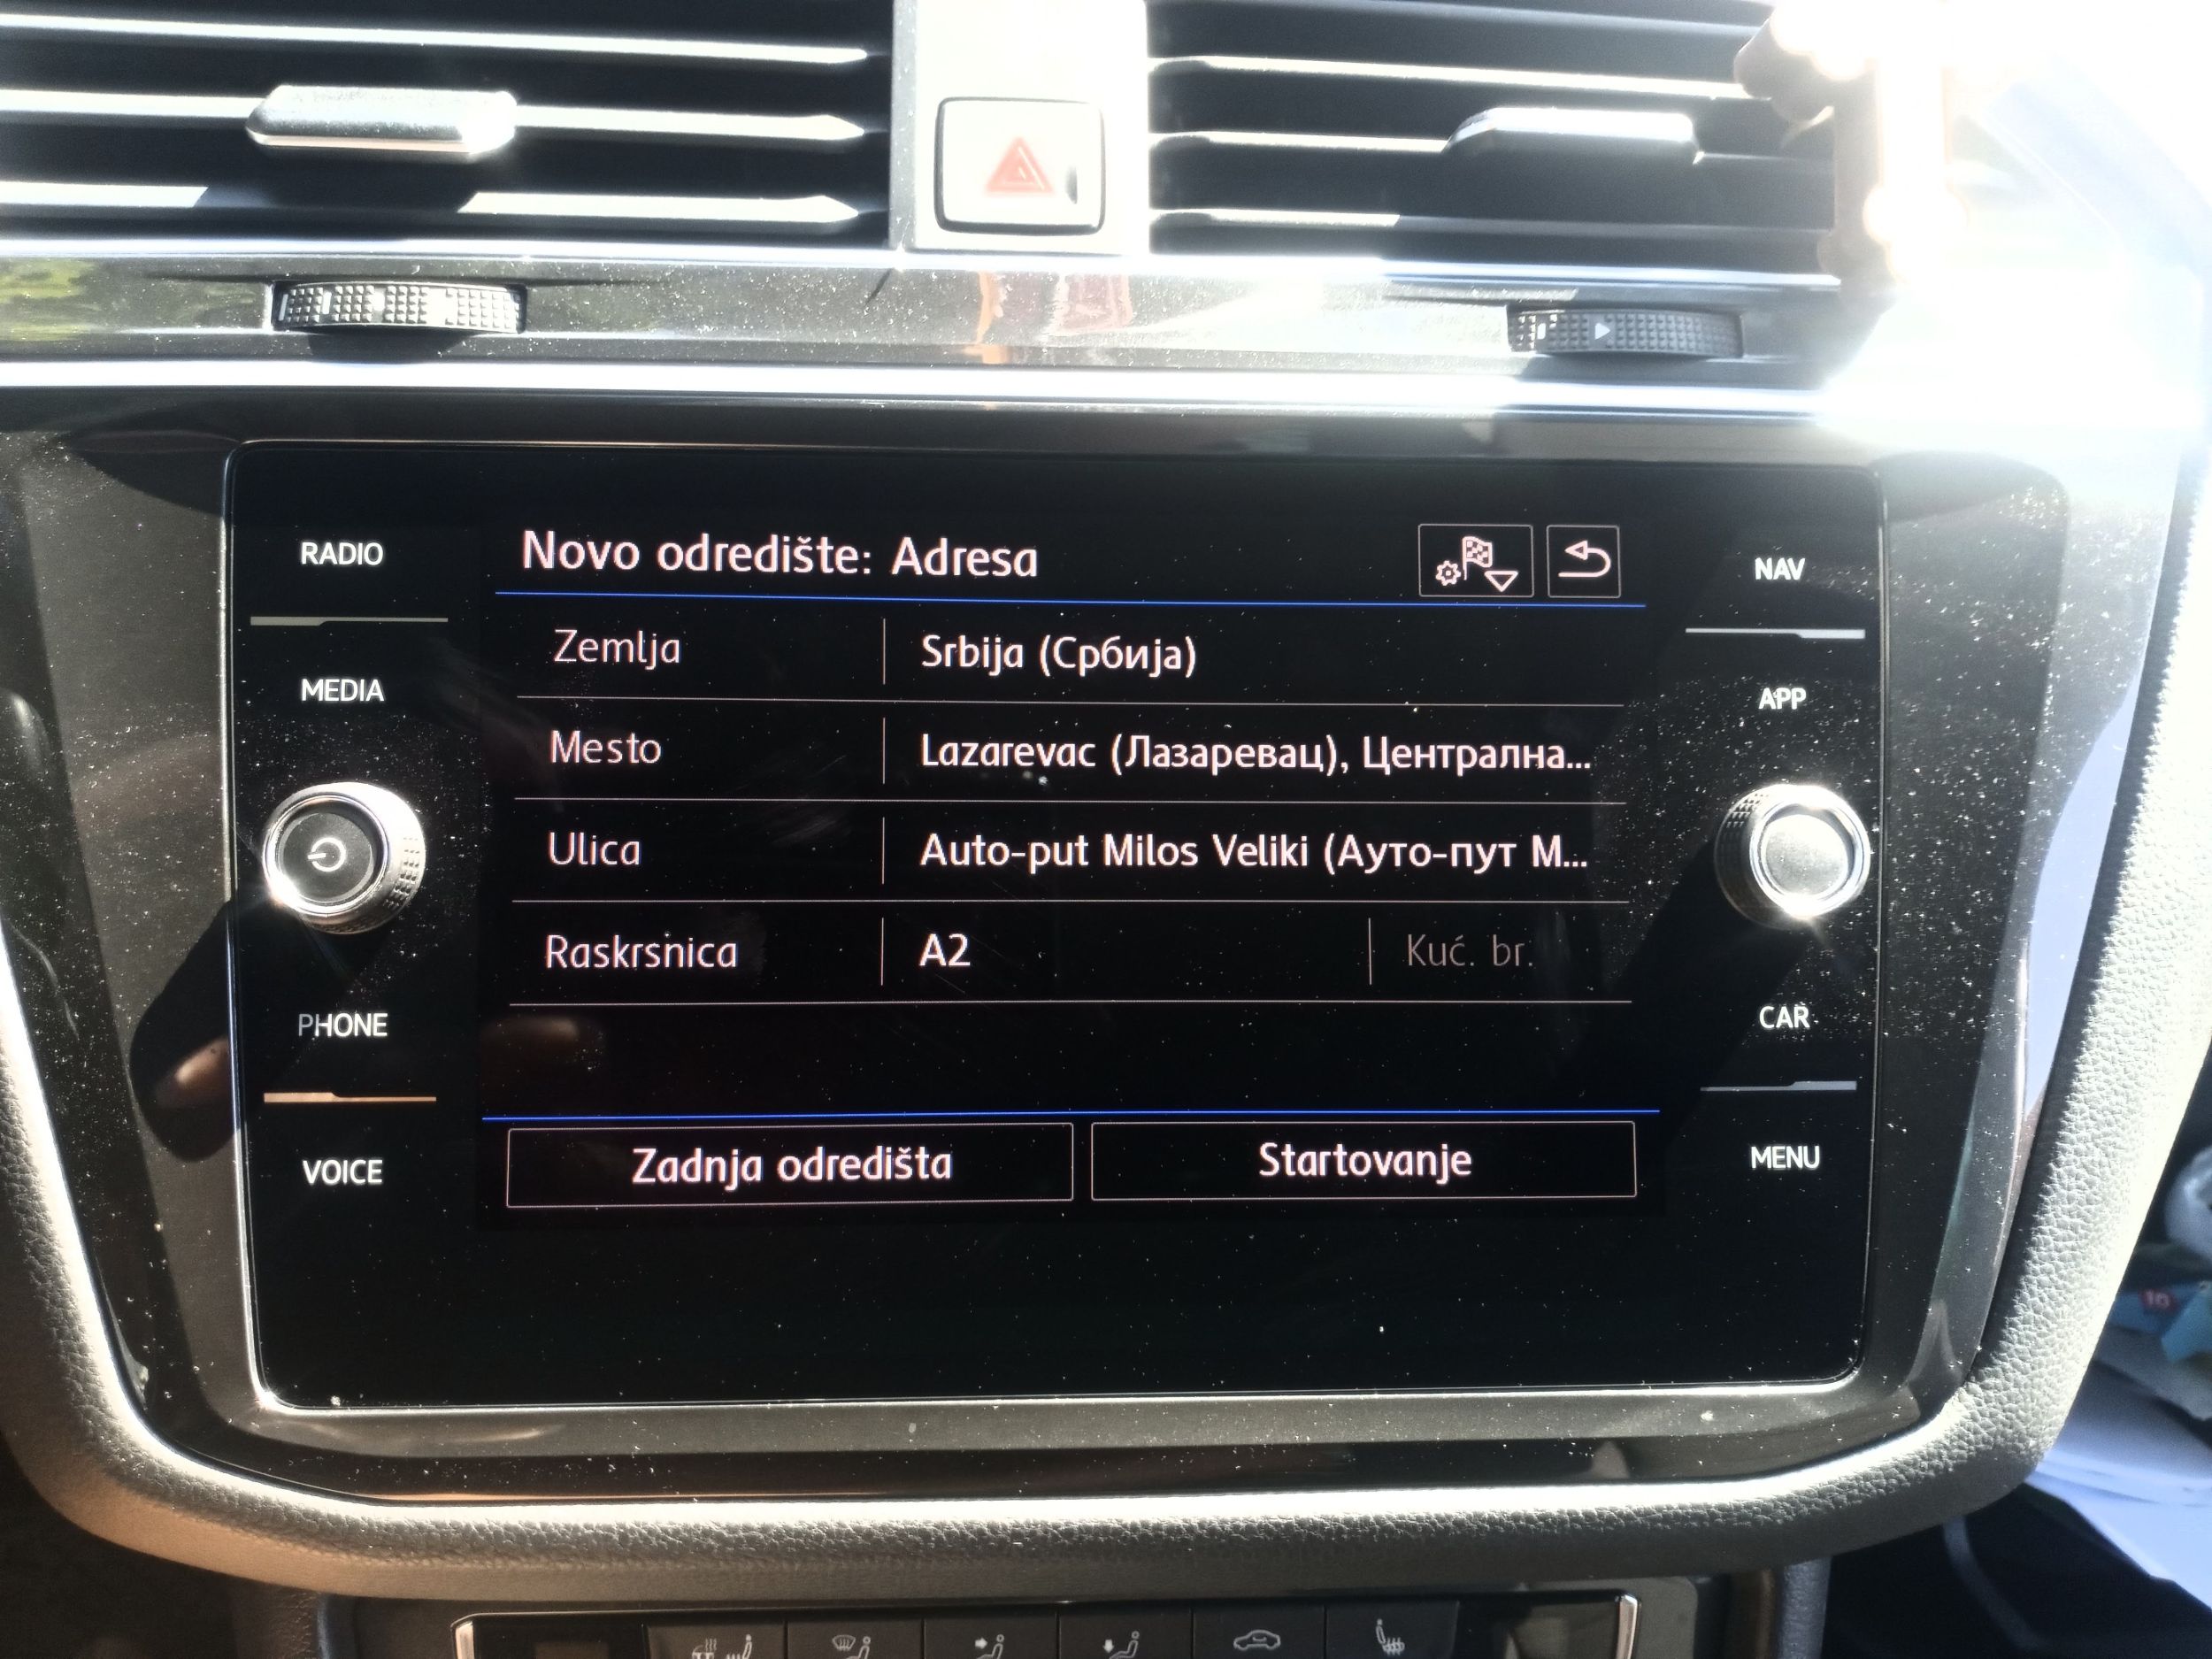 RADIO
MEDIA
PHONE
VOICE
Novo odredište: Adresa
Zemlja Srbija (Србија)
Mesto Lazarevac (Лазаревац), Централна...
Ulica Auto-put Milos Veliki (Ауто-пут М...
Raskrsnica A2 Kuć. br.
Zadnja odredišta Startovanje
NAV
APP
CAR
MENU
10